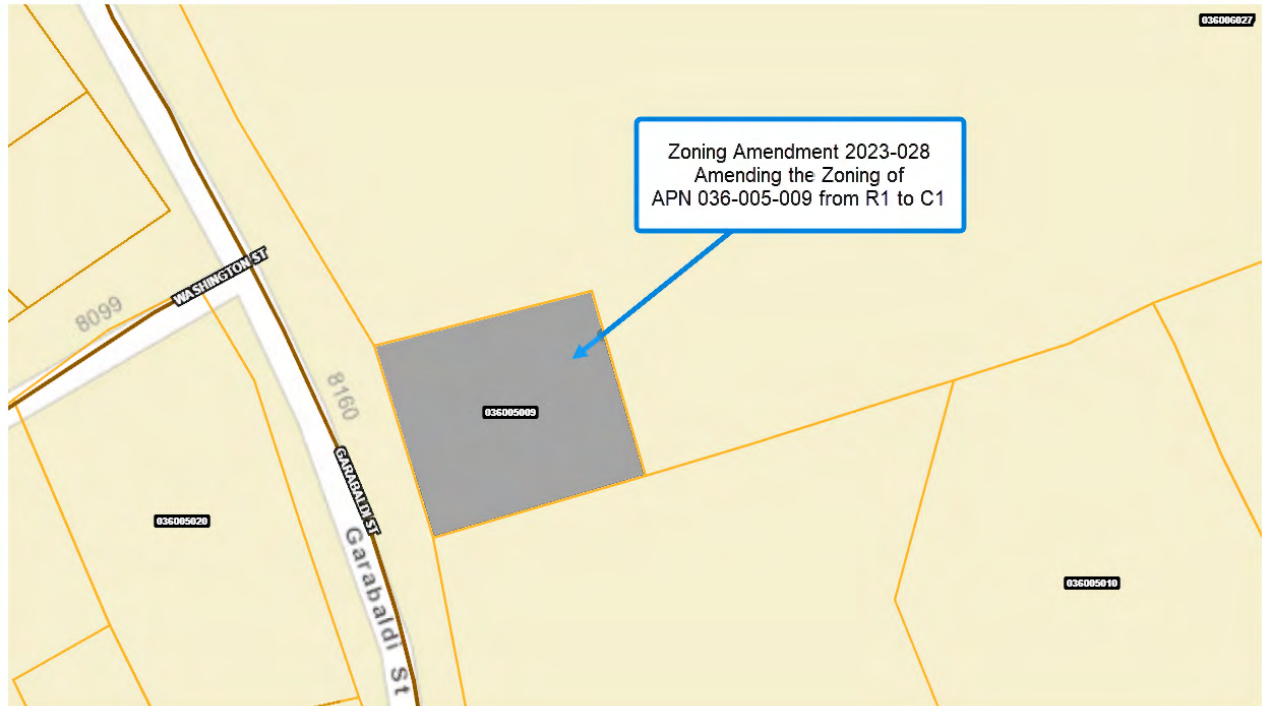 036006027
Zoning Amendment 2023-028
Amending the Zoning of
APN 036-005-009 from R1 to C1
WASHINGTON ST
8099
8160
036005009
GARABALDI ST
036005020
Garabaldi St
036005010